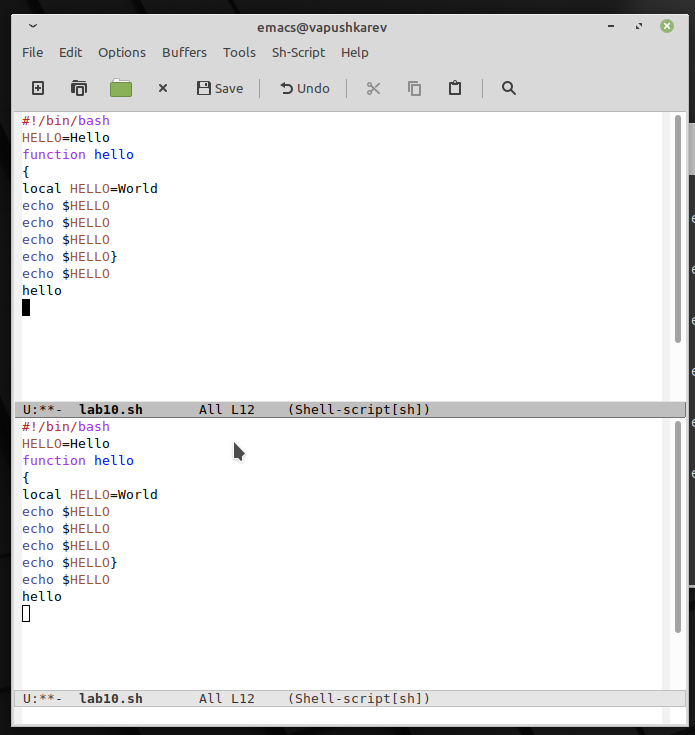 emacs@vapushkarev
File Edit Options Buffers Tools Sh-Script Help
Save Undo
#!/bin/bash
HELLO=Hello
function hello
{
local HELLO=World
echo $HELLO
echo $HELLO
echo $HELLO
echo $HELLO}
echo $HELLO
hello
U:**-  lab10.sh       All L12    (Shell-script[sh])
#!/bin/bash
HELLO=Hello
function hello
{
local HELLO=World
echo $HELLO
echo $HELLO
echo $HELLO
echo $HELLO}
echo $HELLO
hello
U:**-  lab10.sh       All L12    (Shell-script[sh])